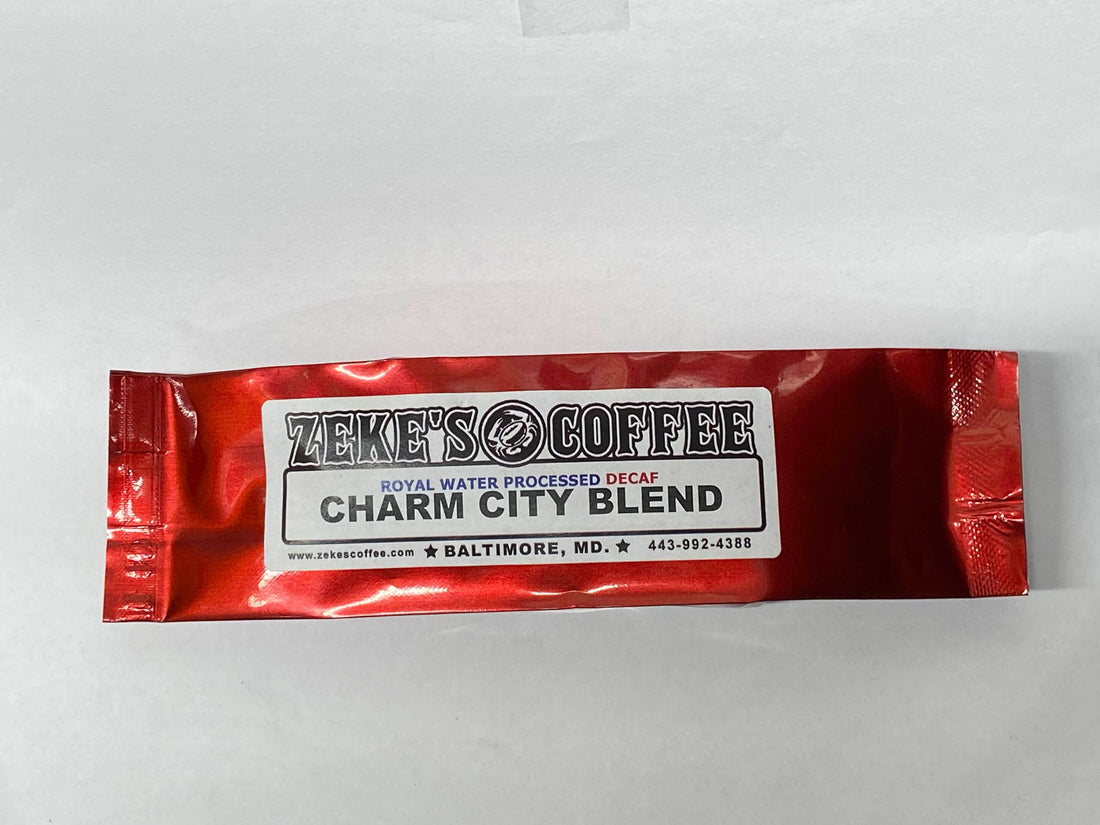 ZEKE'S COFFEE
ROYAL WATER PROCESSED DECAF
CHARM CITY BLEND
www.zekescoffee.com ★ BALTIMORE, MD. ★ 443-992-4388